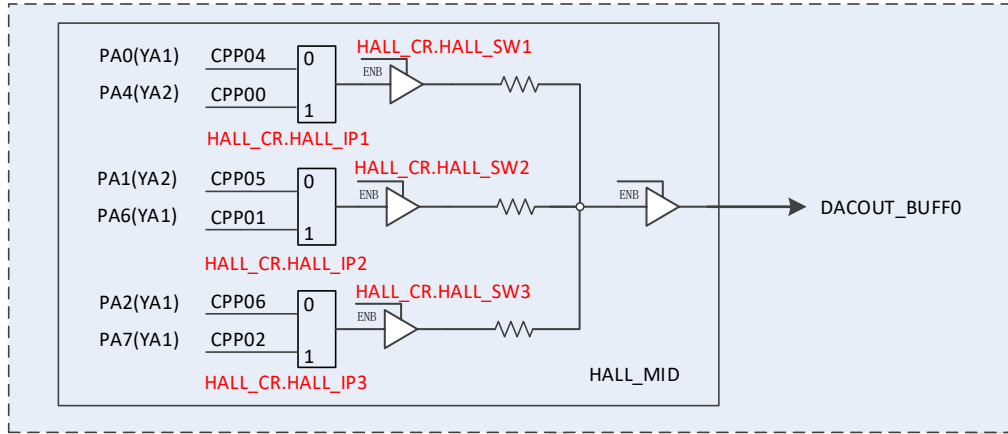 HALL_CR.HALL_SW1
PA0(YA1) CPP04 0 ENB
PA4(YA2) CPP00 1
HALL_CR.HALL_IP1
HALL_CR.HALL_SW2
PA1(YA2) CPP05 0 ENB ENB
PA6(YA1) CPP01 1
DACOUT_BUFF0
HALL_CR.HALL_IP2
HALL_CR.HALL_SW3
PA2(YA1) CPP06 0 ENB
PA7(YA1) CPP02 1
HALL_CR.HALL_IP3
HALL_MID